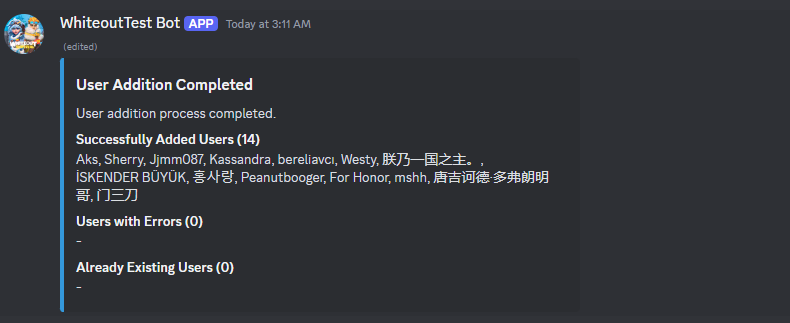 WhiteoutTest Bot APP Today at 3:11 AM
(edited)
User Addition Completed
User addition process completed.
Successfully Added Users (14)
Aks, Sherry, Jjmm087, Kassandra, bereliavcı, Westy, 朕乃一国之主。,
İSKENDER BÜYÜK, 홍사랑, Peanutbooger, For Honor, mshh, 唐吉诃德·多弗朗明
哥, 门三刀
Users with Errors (0)
-
Already Existing Users (0)
-